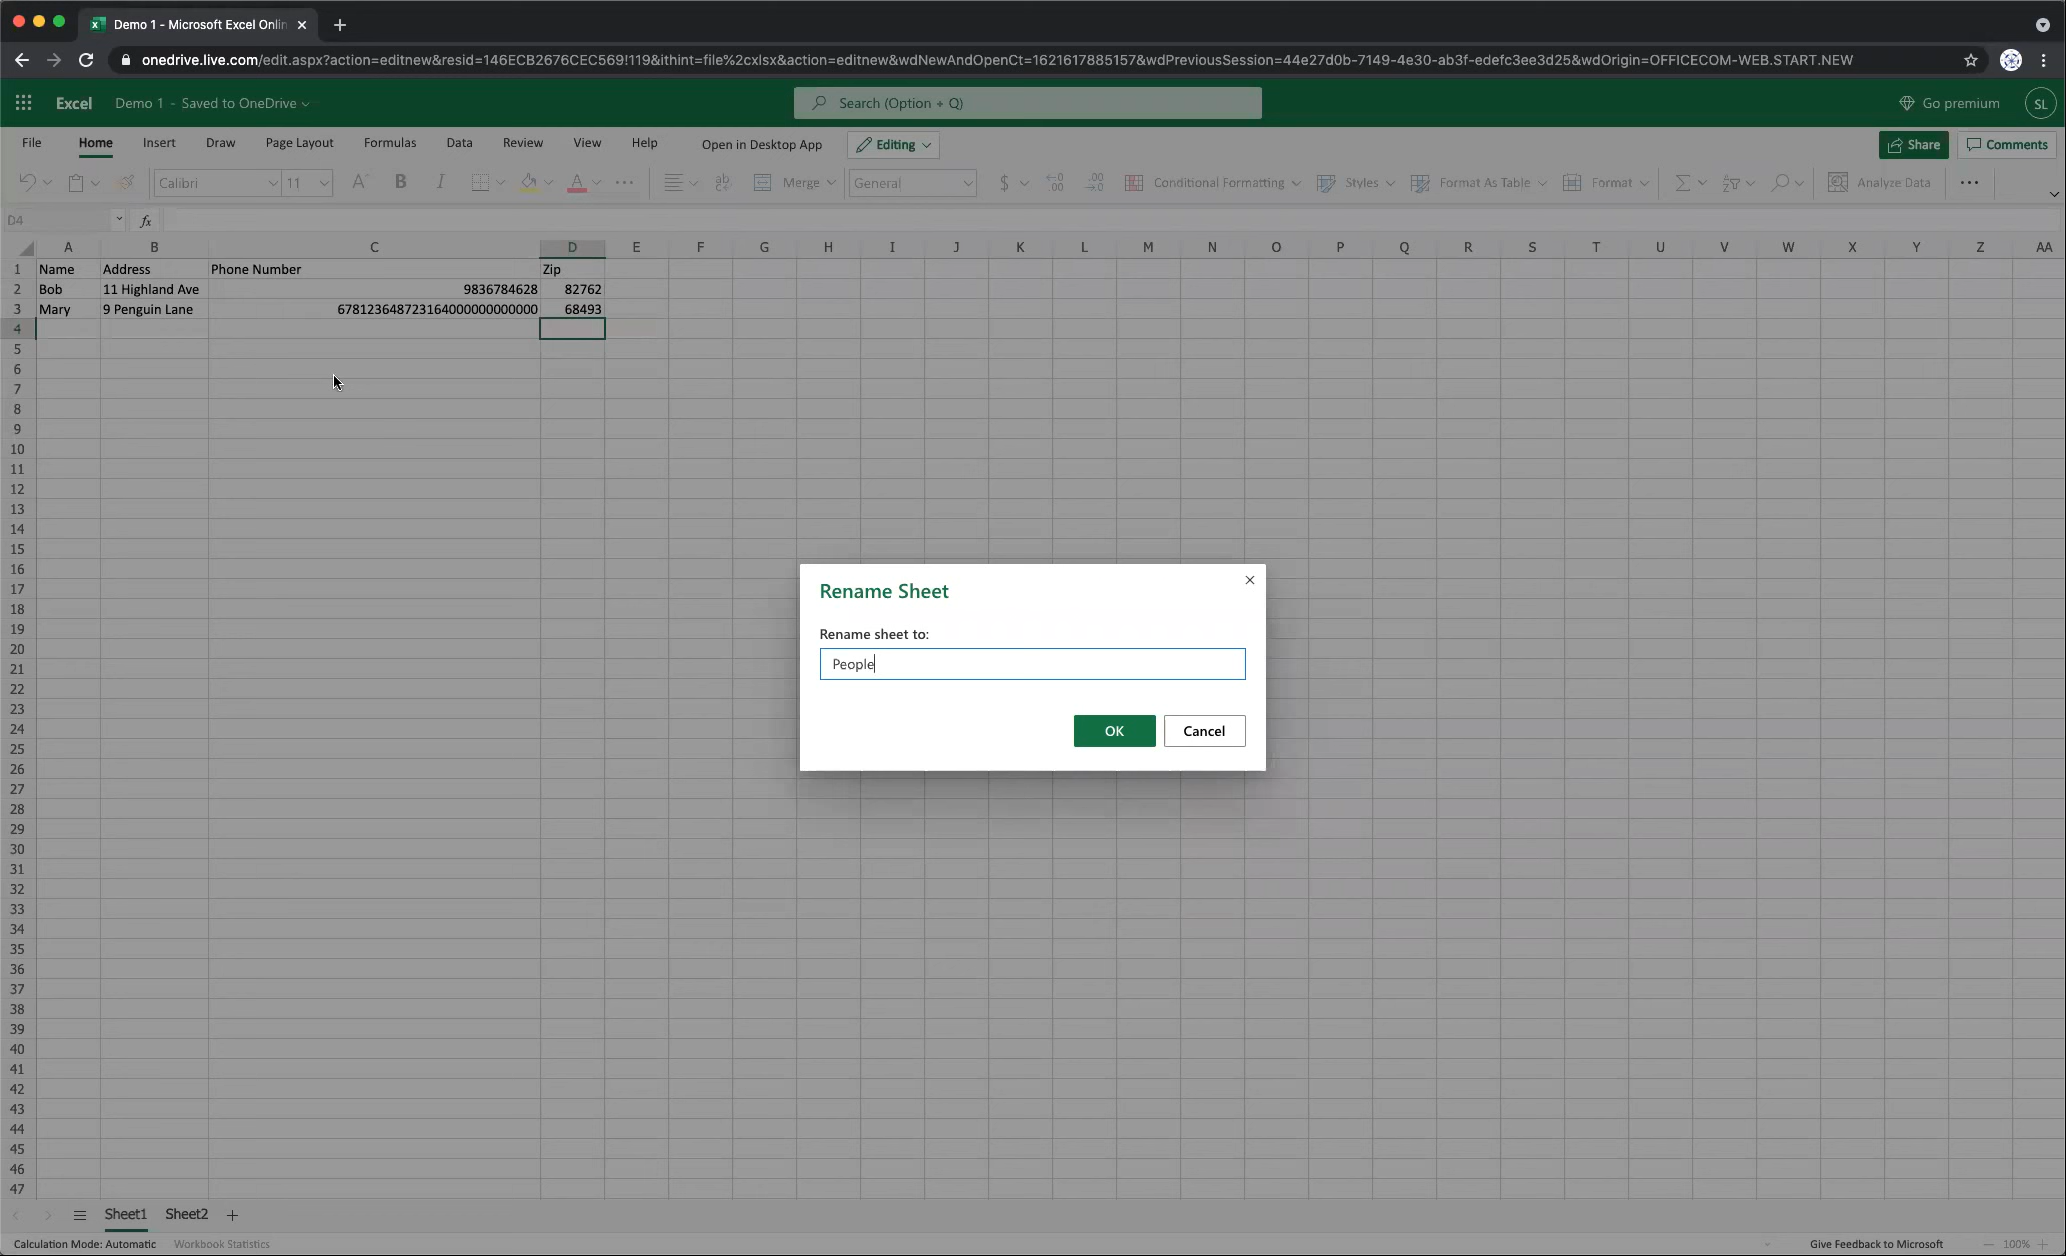 Demo 1 - Microsoft Excel Onlin
onedrive.live.com/edit.aspx?action=editnew&resid=146ECB2676CEC569!119&ithint=file%2cxlsx&action=editnew&wdNewAndOpenCt=1621617885157&wdPreviousSession=44e27d0b-7149-4e30-ab3f-edefc3ee3d25&wdOrigin=OFFICECOM-WEB.START.NEW
Excel Demo 1 - Saved to OneDrive Search (Option + Q) Go premium SL
File Home Insert Draw Page Layout Formulas Data Review View Help Open in Desktop App Editing Share Comments
Calibri 11 A B I A ab Merge General $ Conditional Formatting Styles Format As Table Format Analyze Data
D4 fx
A B C D E F G H I J K L M N O P Q R S T U V W X Y Z AA
1 Name Address Phone Number Zip
2 Bob 11 Highland Ave 9836784628 82762
3 Mary 9 Penguin Lane 678123648723164000000000000 68493
4
5
6
7
8
9
10
11
12
13
14
15
16
17
18
19
20
21
22
23
24
25
26
27
28
29
30
31
32
33
34
35
36
37
38
39
40
41
42
43
44
45
46
47
Rename Sheet
Rename sheet to:
People
OK Cancel
Sheet1 Sheet2
Calculation Mode: Automatic Workbook Statistics Give Feedback to Microsoft 100%